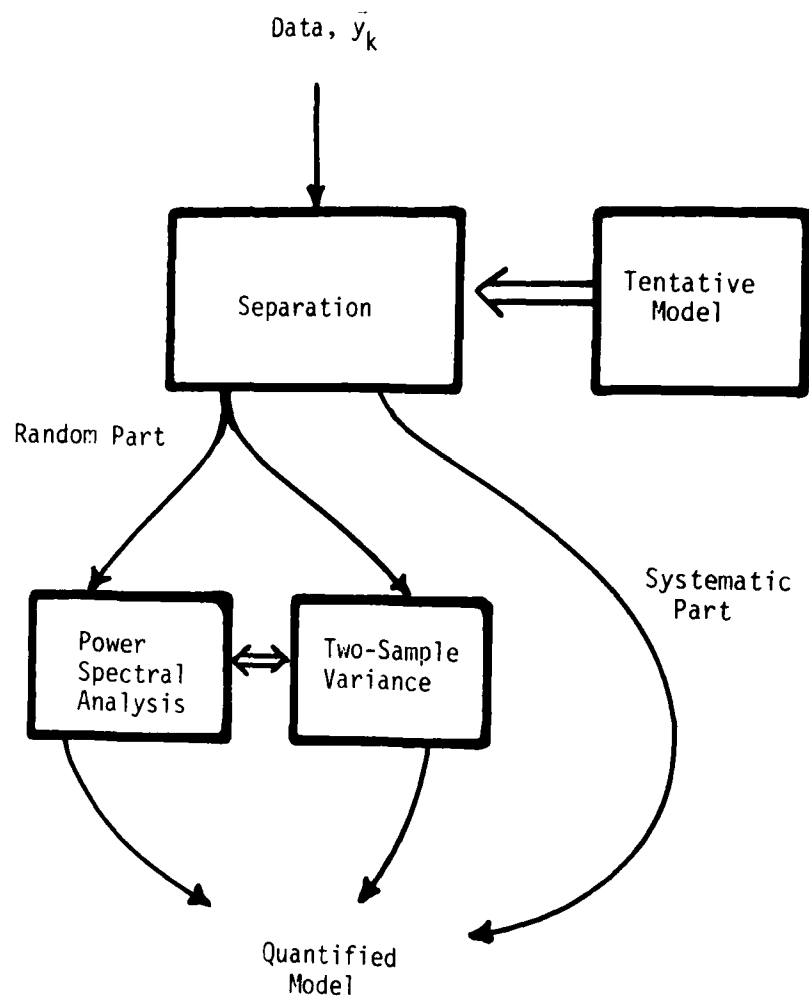 Data, ȳk
Separation
Tentative
Model
Random Part
Systematic
Part
Power
Spectral
Analysis
Two-Sample
Variance
Quantified
Model